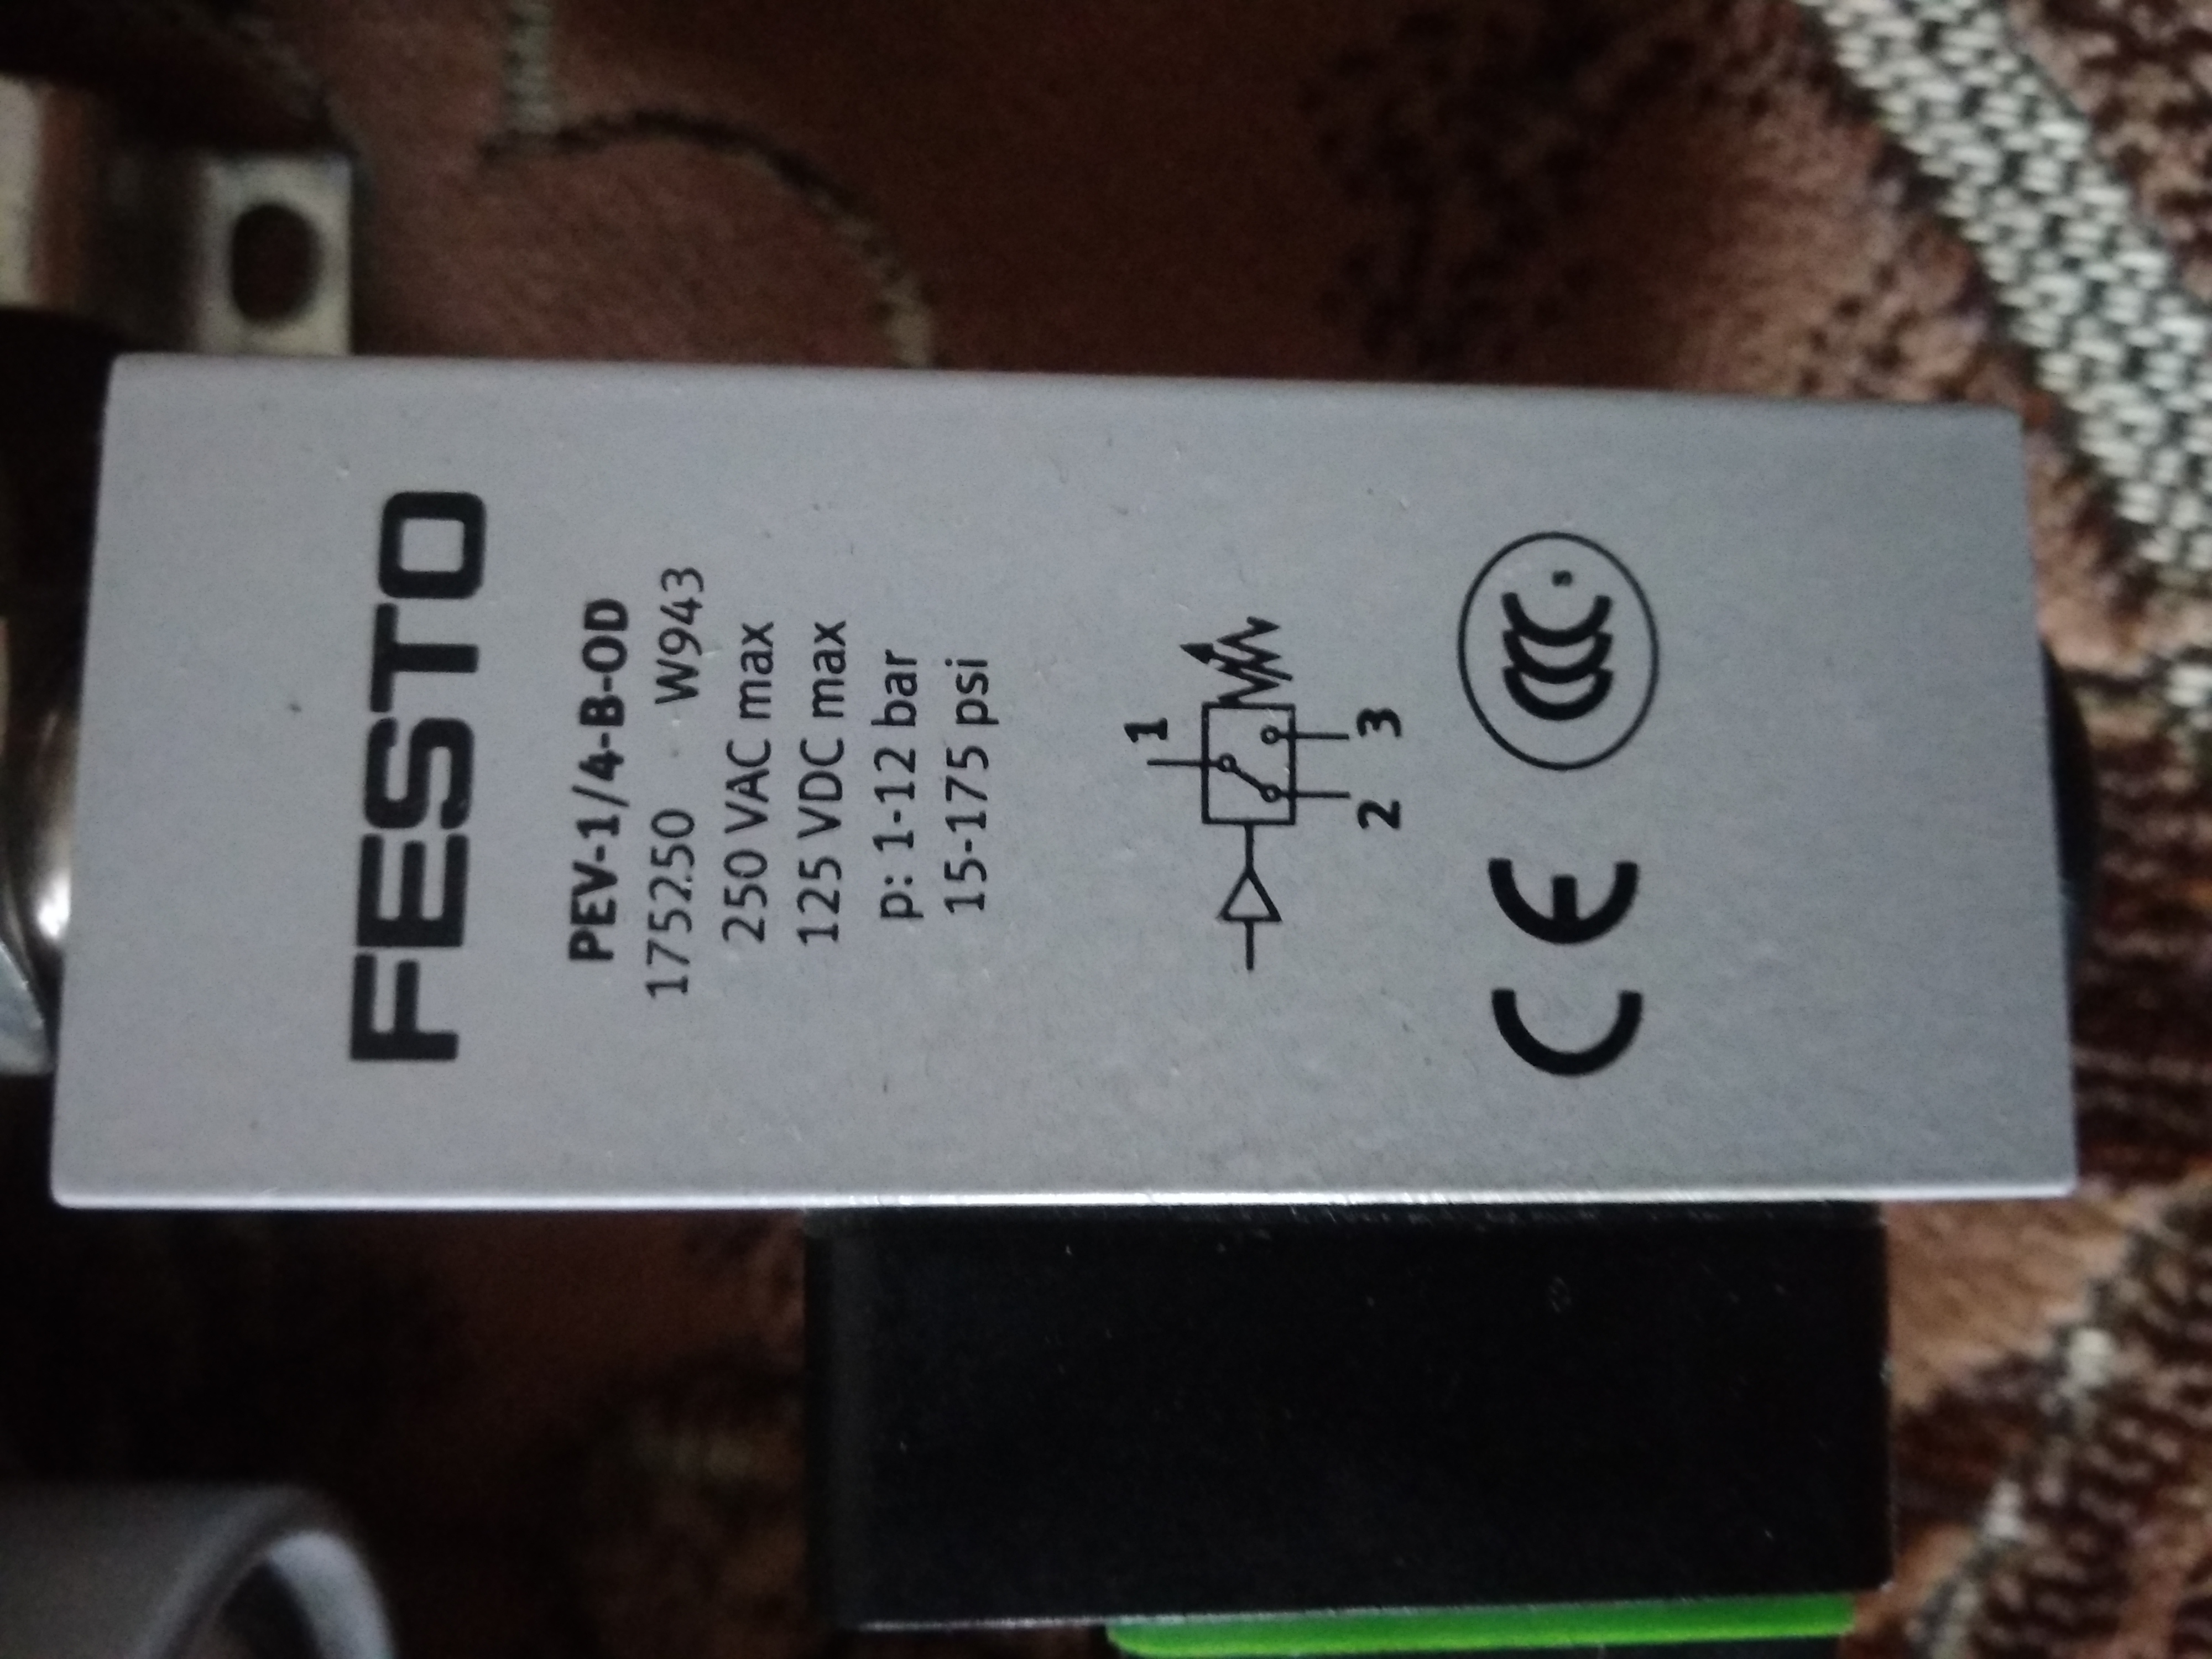 FESTO
PEV-1/4-B-OD
175250 W943
250 VAC max
125 VDC max
p: 1-12 bar
15-175 psi
1
2 3
CE CCC S